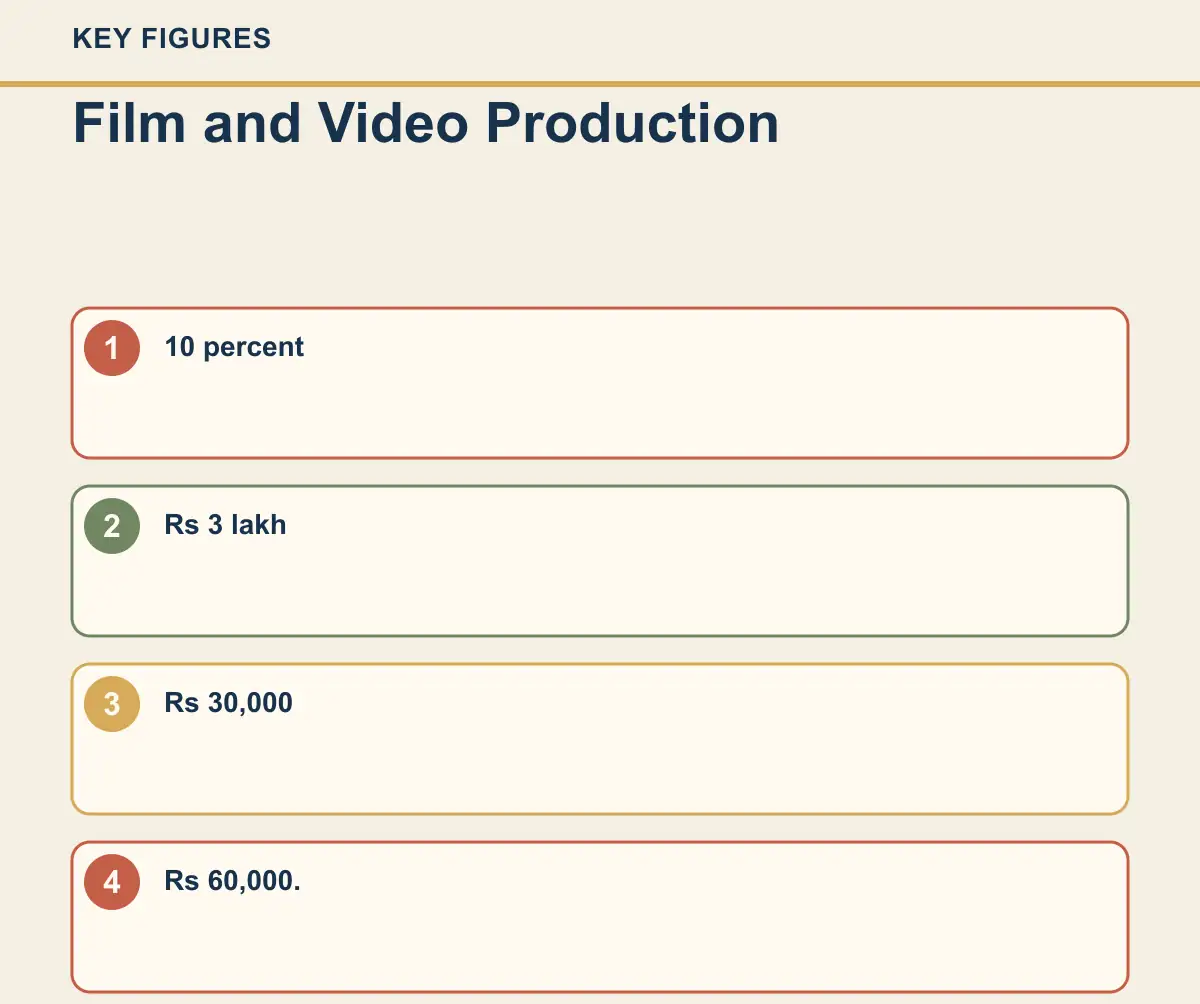 KEY FIGURES
Film and Video Production
1 10 percent
2 Rs 3 lakh
3 Rs 30,000
4 Rs 60,000.